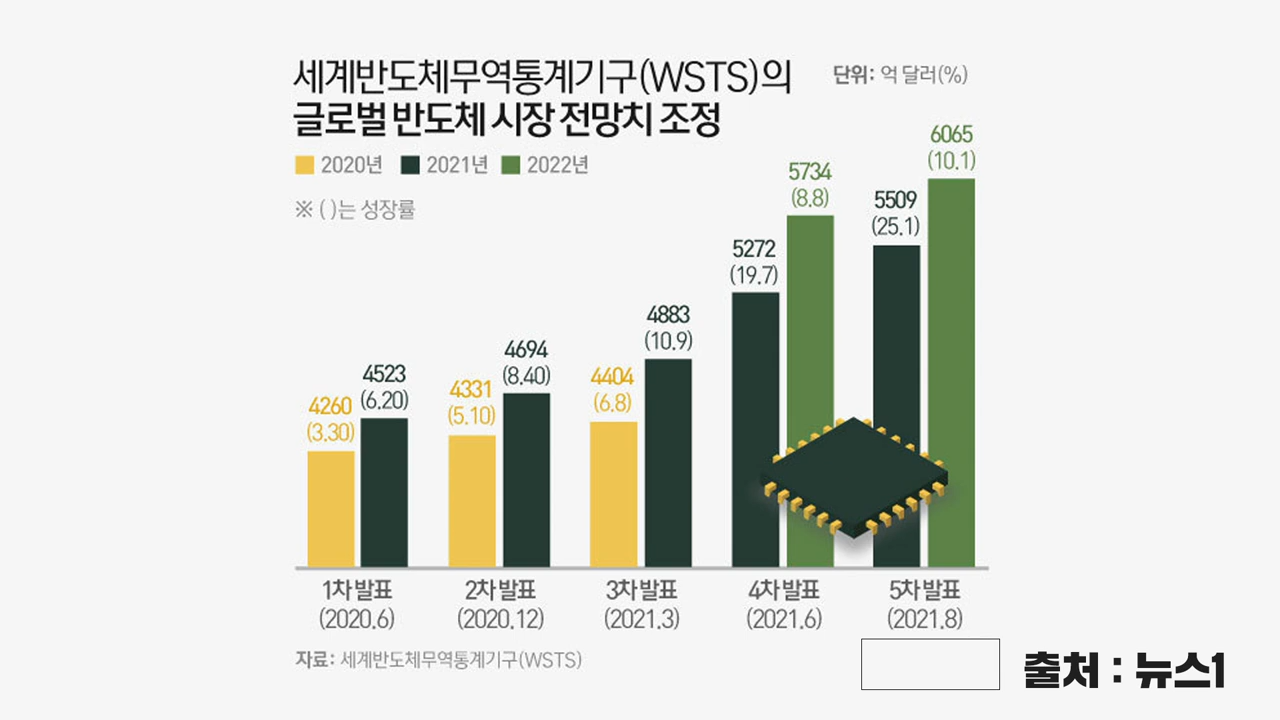 세계반도체무역통계기구(WSTS)의
글로벌 반도체 시장 전망치 조정
단위: 억 달러(%)
2020년 2021년 2022년
※ ( )는 성장률
4260
(3.30)
4523
(6.20)
4331
(5.10)
4694
(8.40)
4404
(6.8)
4883
(10.9)
5272
(19.7)
5734
(8.8)
5509
(25.1)
6065
(10.1)
1차 발표
(2020.6)
2차 발표
(2020.12)
3차 발표
(2021.3)
4차 발표
(2021.6)
5차 발표
(2021.8)
자료: 세계반도체무역통계기구(WSTS)
출처 : 뉴스1